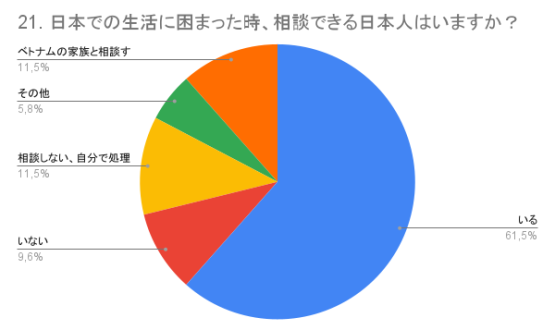 21. 日本での生活に困まった時、相談できる日本人はいますか？
ベトナムの家族と相談す
11,5%
その他
5,8%
相談しない、自分で処理
11,5%
いない
9,6%
いる
61,5%